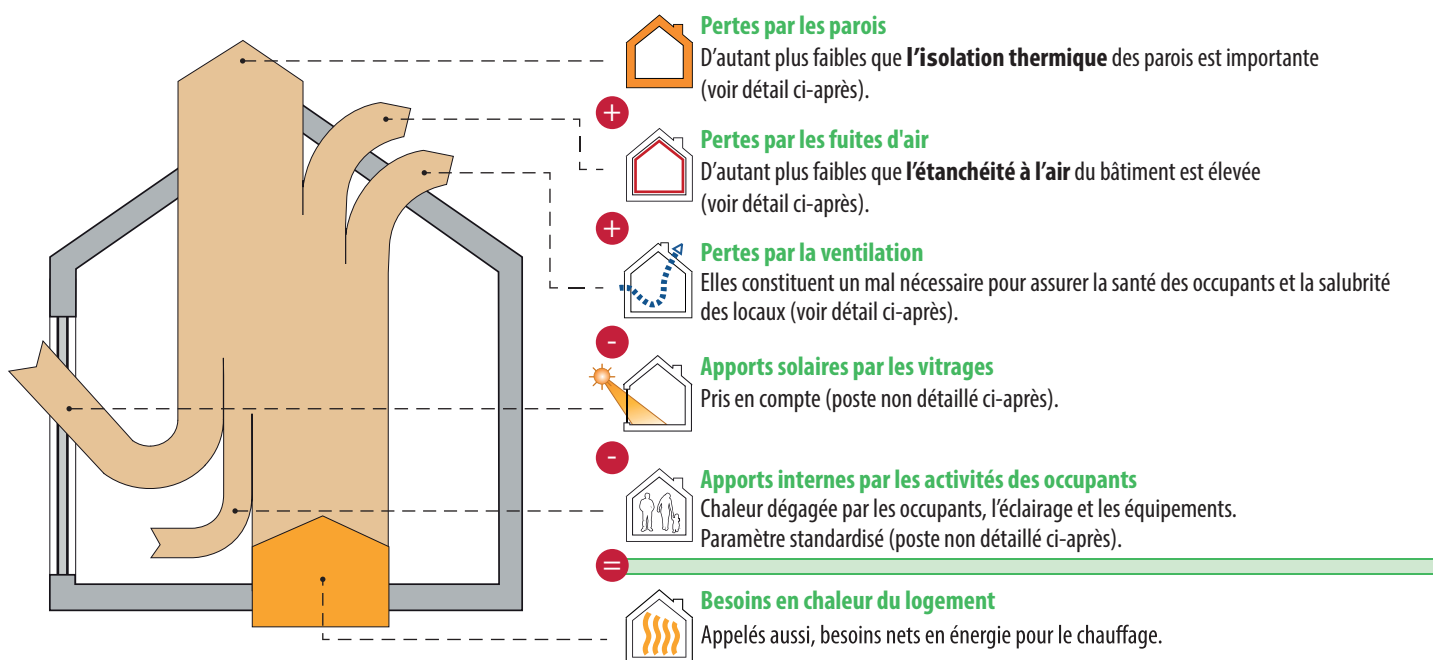 Pertes par les parois
D'autant plus faibles que l'isolation thermique des parois est importante
(voir détail ci-après).
+
Pertes par les fuites d'air
D'autant plus faibles que l'étanchéité à l'air du bâtiment est élevée
(voir détail ci-après).
+
Pertes par la ventilation
Elles constituent un mal nécessaire pour assurer la santé des occupants et la salubrité
des locaux (voir détail ci-après).
-
Apports solaires par les vitrages
Pris en compte (poste non détaillé ci-après).
-
Apports internes par les activités des occupants
Chaleur dégagée par les occupants, l'éclairage et les équipements.
Paramètre standardisé (poste non détaillé ci-après).
=
Besoins en chaleur du logement
Appelés aussi, besoins nets en énergie pour le chauffage.